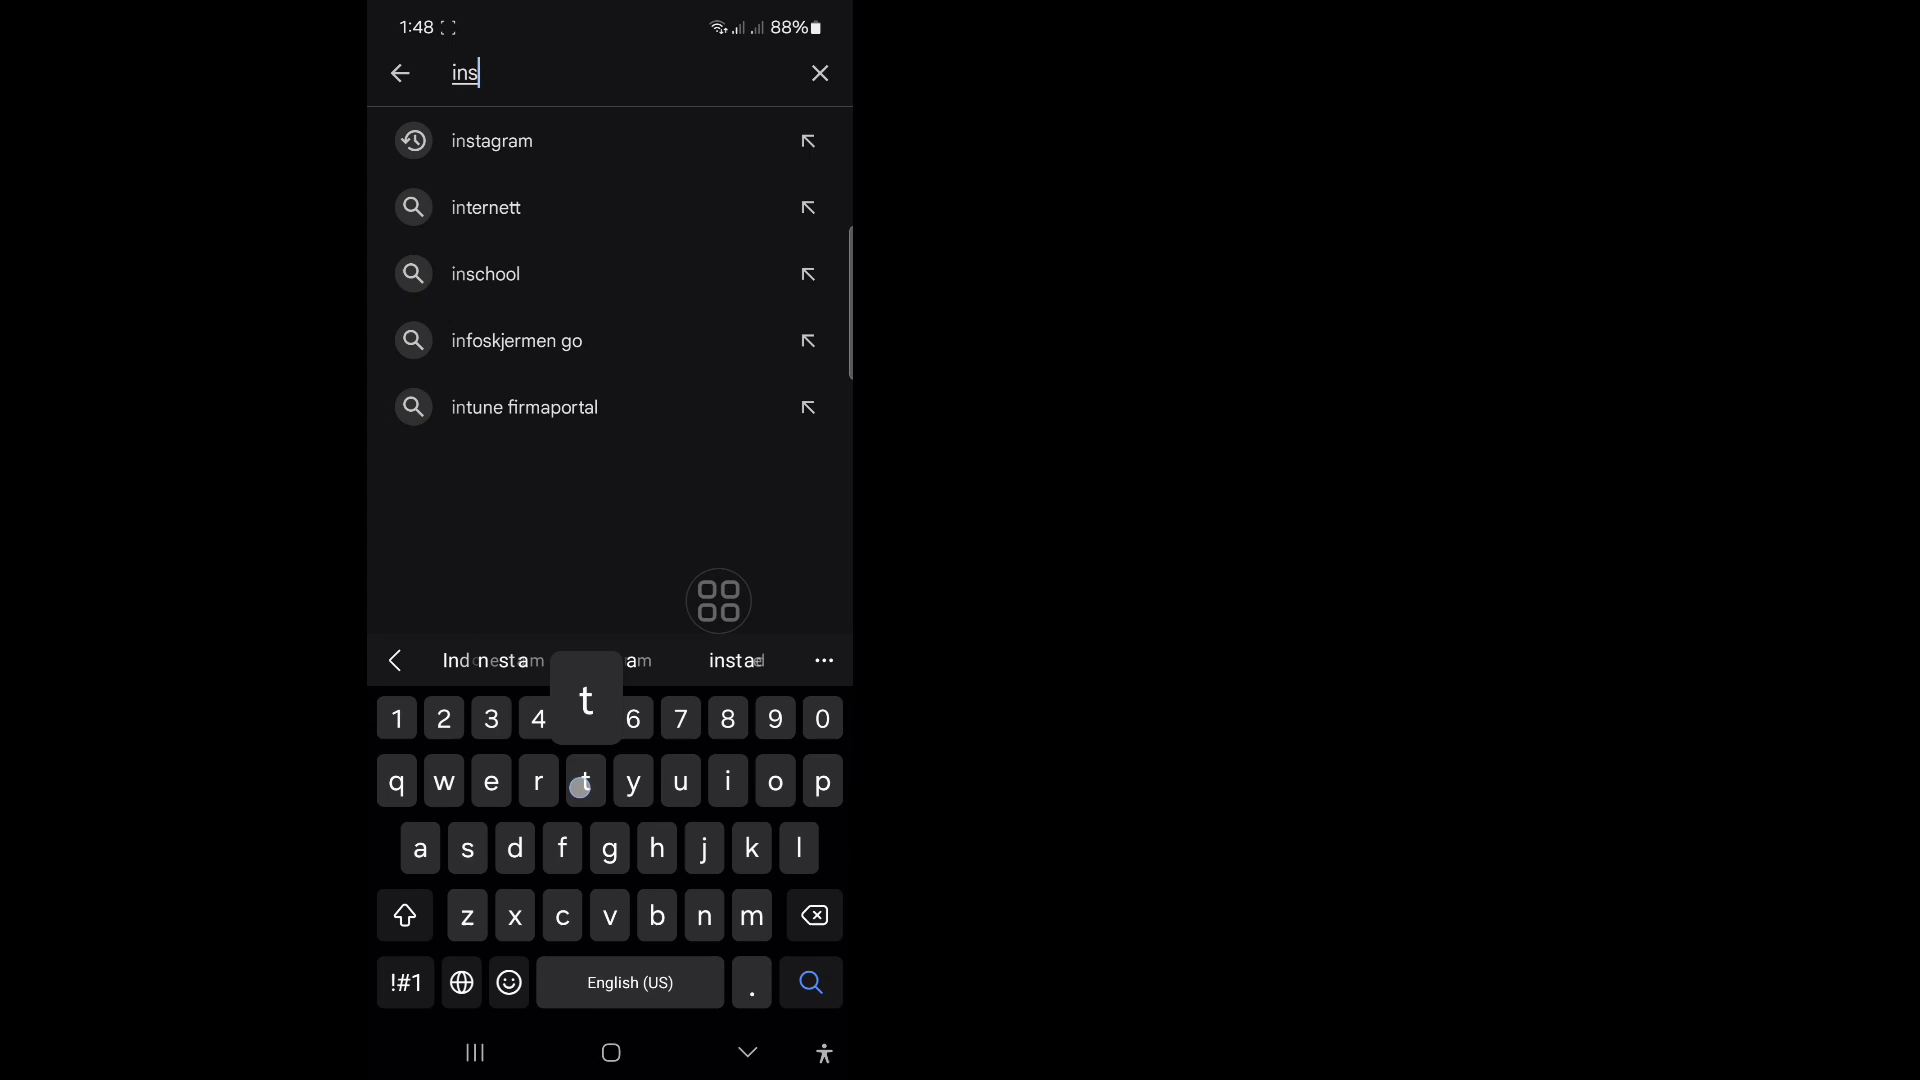 1:48 88%
ins
instagram
internett
inschool
infoskjermen go
intune firmaportal
t
1 2 3 4 6 7 8 9 0
q w e r t y u i o p
a s d f g h j k l
z x c v b n m
!#1 English (US) .